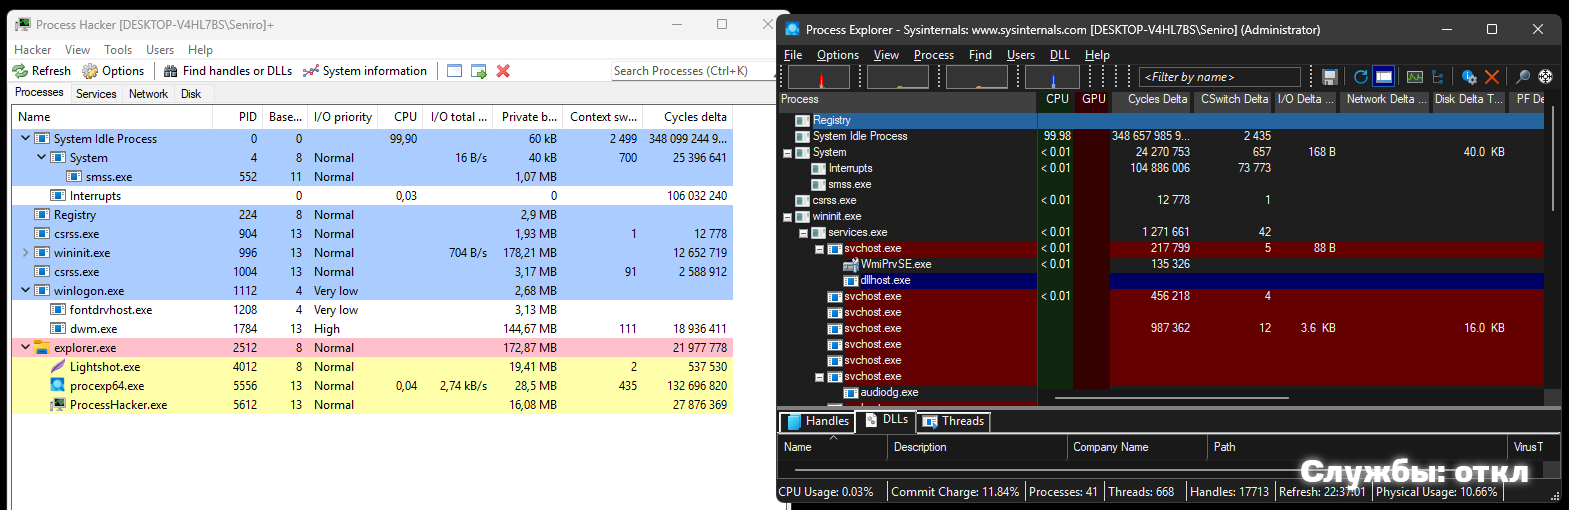 Process Hacker [DESKTOP-V4HL7BS\Seniro]+
Hacker View Tools Users Help
Refresh Options Find handles or DLLs System information Search Processes (Ctrl+K)
Processes Services Network Disk
Name PID Base... I/O priority CPU I/O total ... Private b... Context sw... Cycles delta
System Idle Process 0 0 99,90 60 kB 2 499 348 099 244 9...
System 4 8 Normal 16 B/s 40 kB 700 25 396 641
smss.exe 552 11 Normal 1,07 MB
Interrupts 0 0,03 0 106 032 240
Registry 224 8 Normal 2,9 MB
csrss.exe 904 13 Normal 1,93 MB 1 12 778
wininit.exe 996 13 Normal 704 B/s 178,21 MB 13 12 652 719
csrss.exe 1004 13 Normal 3,17 MB 91 2 588 912
winlogon.exe 1112 4 Very low 2,68 MB
fontdrvhost.exe 1208 4 Very low 3,13 MB
dwm.exe 1784 13 High 144,67 MB 111 18 936 411
explorer.exe 2512 8 Normal 172,87 MB 21 977 778
Lightshot.exe 4012 8 Normal 19,41 MB 2 537 530
procexp64.exe 5556 13 Normal 0,04 2,74 kB/s 28,5 MB 435 132 696 820
ProcessHacker.exe 5612 13 Normal 16,08 MB 27 876 369
Process Explorer - Sysinternals: www.sysinternals.com [DESKTOP-V4HL7BS\Seniro] (Administrator)
File Options View Process Find Users DLL Help
<Filter by name>
Process CPU GPU Cycles Delta CSwitch Delta I/O Delta ... Network Delta ... Disk Delta T... PF De
Registry
System Idle Process 99.98 348 657 985 9... 2 435
System < 0.01 24 270 753 657 168 B 40.0 KB
Interrupts < 0.01 104 886 006 73 773
smss.exe
csrss.exe < 0.01 12 778 1
wininit.exe
services.exe < 0.01 1 271 661 42
svchost.exe < 0.01 217 799 5 88 B
WmiPrvSE.exe < 0.01 135 326
dllhost.exe
svchost.exe < 0.01 456 218 4
svchost.exe
svchost.exe 987 362 12 3.6 KB 16.0 KB
svchost.exe
svchost.exe
svchost.exe
audiodg.exe
Handles DLLs Threads
Name Description Company Name Path VirusT
Службы: откл
CPU Usage: 0.03% Commit Charge: 11.84% Processes: 41 Threads: 668 Handles: 17713 Refresh: 22:37:01 Physical Usage: 10.66%